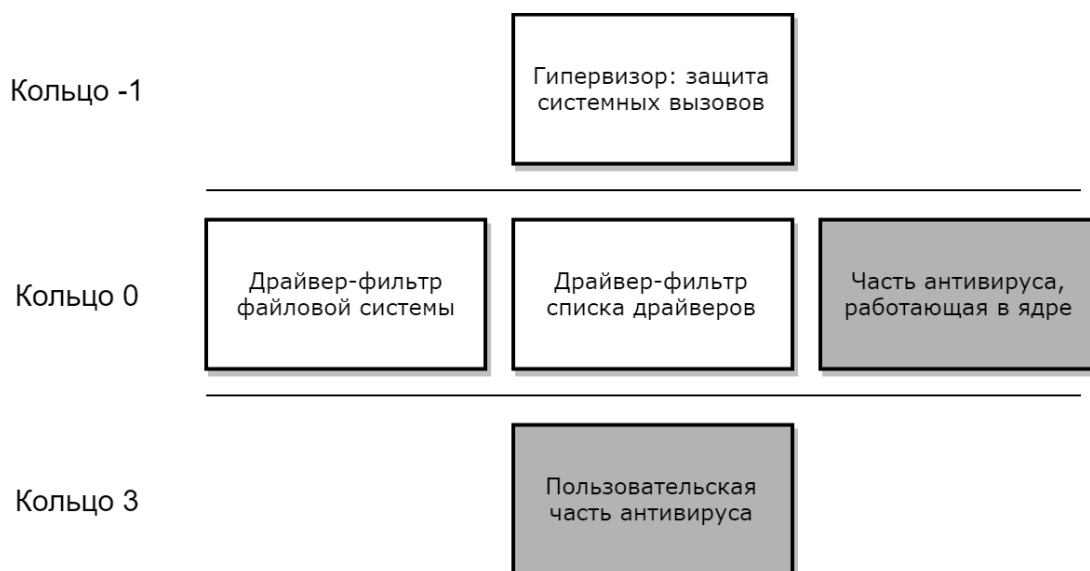 Кольцо -1
Гипервизор: защита
системных вызовов
Кольцо 0
Драйвер-фильтр
файловой системы
Драйвер-фильтр
списка драйверов
Часть антивируса,
работающая в ядре
Кольцо 3
Пользовательская
часть антивируса